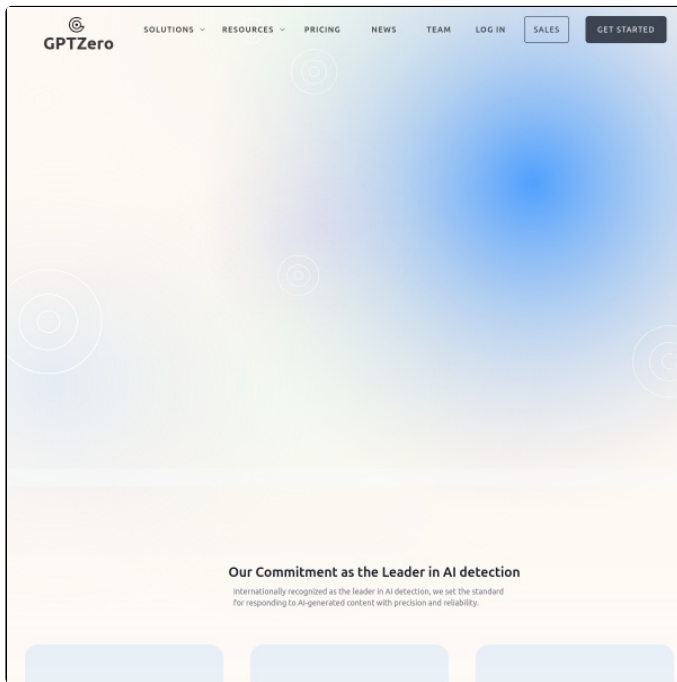 GPTZero
SOLUTIONS
RESOURCES
PRICING
NEWS
TEAM
LOG IN
SALES
GET STARTED
Our Commitment as the Leader in AI detection
Internationally recognized as the leader in AI detection, we set the standard
for responding to AI-generated content with precision and reliability.